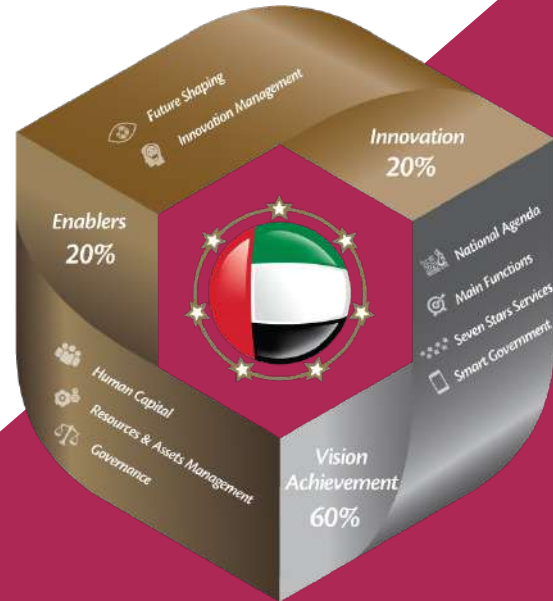 Future Shaping
Innovation Management
Innovation
20%
Enablers
20%
National Agenda
Main Functions
Seven Stars Services
Smart Government
Human Capital
Resources & Assets Management
Governance
Vision
Achievement
60%